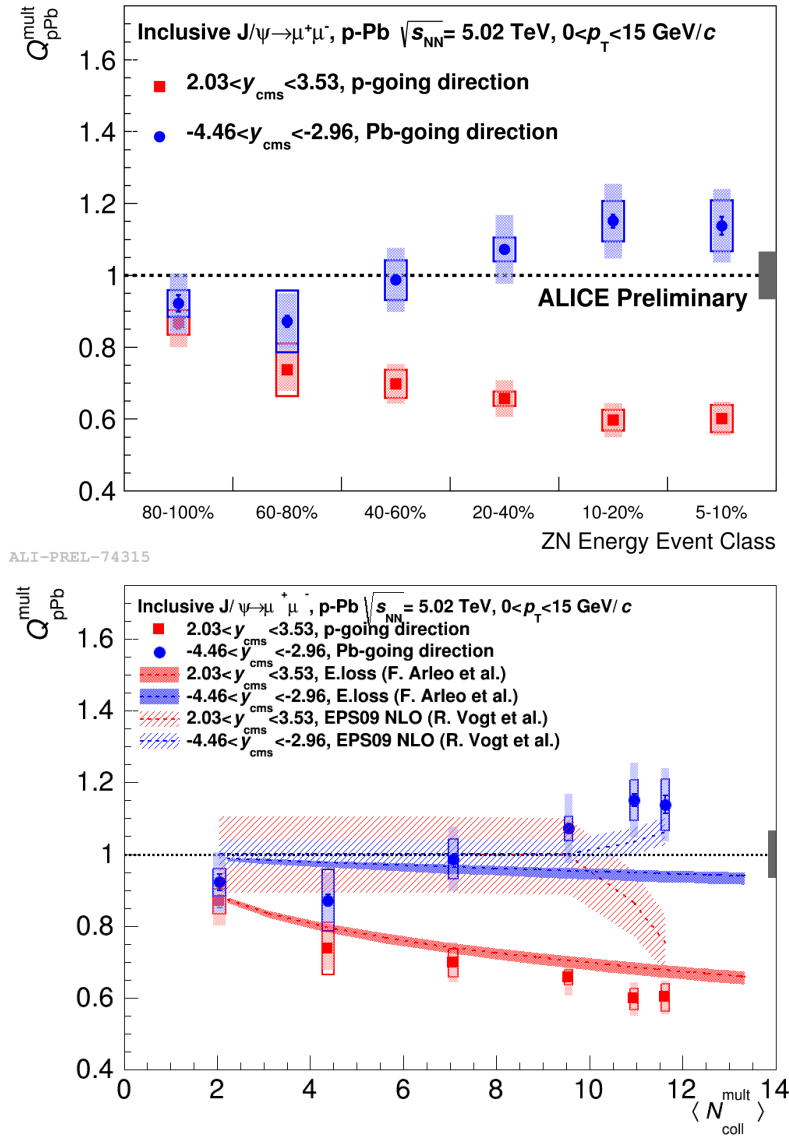 Q_pPb^mult
Inclusive J/ψ→μ⁺μ⁻, p-Pb √s_NN = 5.02 TeV, 0<p_T<15 GeV/c
2.03<y_cms<3.53, p-going direction
-4.46<y_cms<-2.96, Pb-going direction
1.6
1.4
1.2
1
0.8
0.6
0.4
ALICE Preliminary
80-100% 60-80% 40-60% 20-40% 10-20% 5-10%
ZN Energy Event Class
ALI-PREL-74315
Q_pPb^mult
Inclusive J/ψ→μ⁺μ⁻, p-Pb √s_NN = 5.02 TeV, 0<p_T<15 GeV/c
2.03<y_cms<3.53, p-going direction
-4.46<y_cms<-2.96, Pb-going direction
2.03<y_cms<3.53, E.loss (F. Arleo et al.)
-4.46<y_cms<-2.96, E.loss (F. Arleo et al.)
2.03<y_cms<3.53, EPS09 NLO (R. Vogt et al.)
-4.46<y_cms<-2.96, EPS09 NLO (R. Vogt et al.)
1.6
1.4
1.2
1
0.8
0.6
0.4
0 2 4 6 8 10 12 14
⟨N_coll^mult⟩